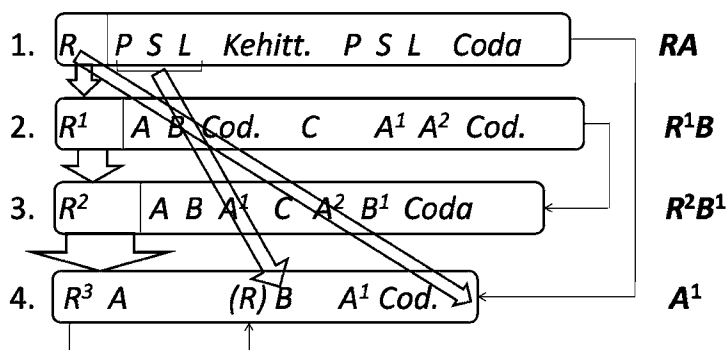 1. R P S L Kehitt. P S L Coda RA
2. R¹ A B Cod. C A¹ A² Cod. R¹B
3. R² A B A¹ C A² B¹ Coda R²B¹
4. R³ A (R) B A¹ Cod. A¹